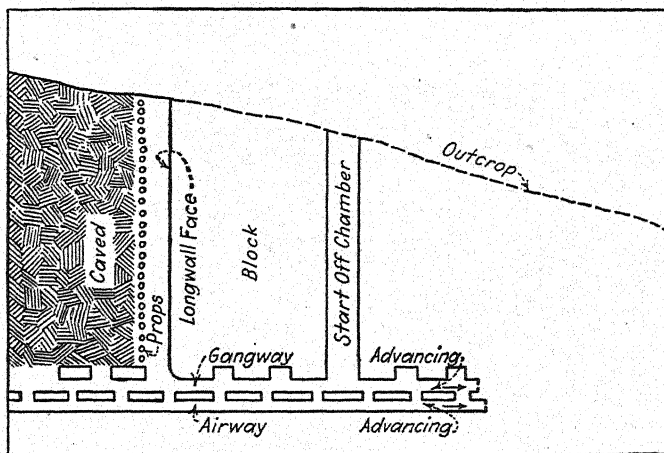 Outcrop
Caved
Props
Longwall Face
Block
Start Off Chamber
Gangway
Advancing
Airway
Advancing